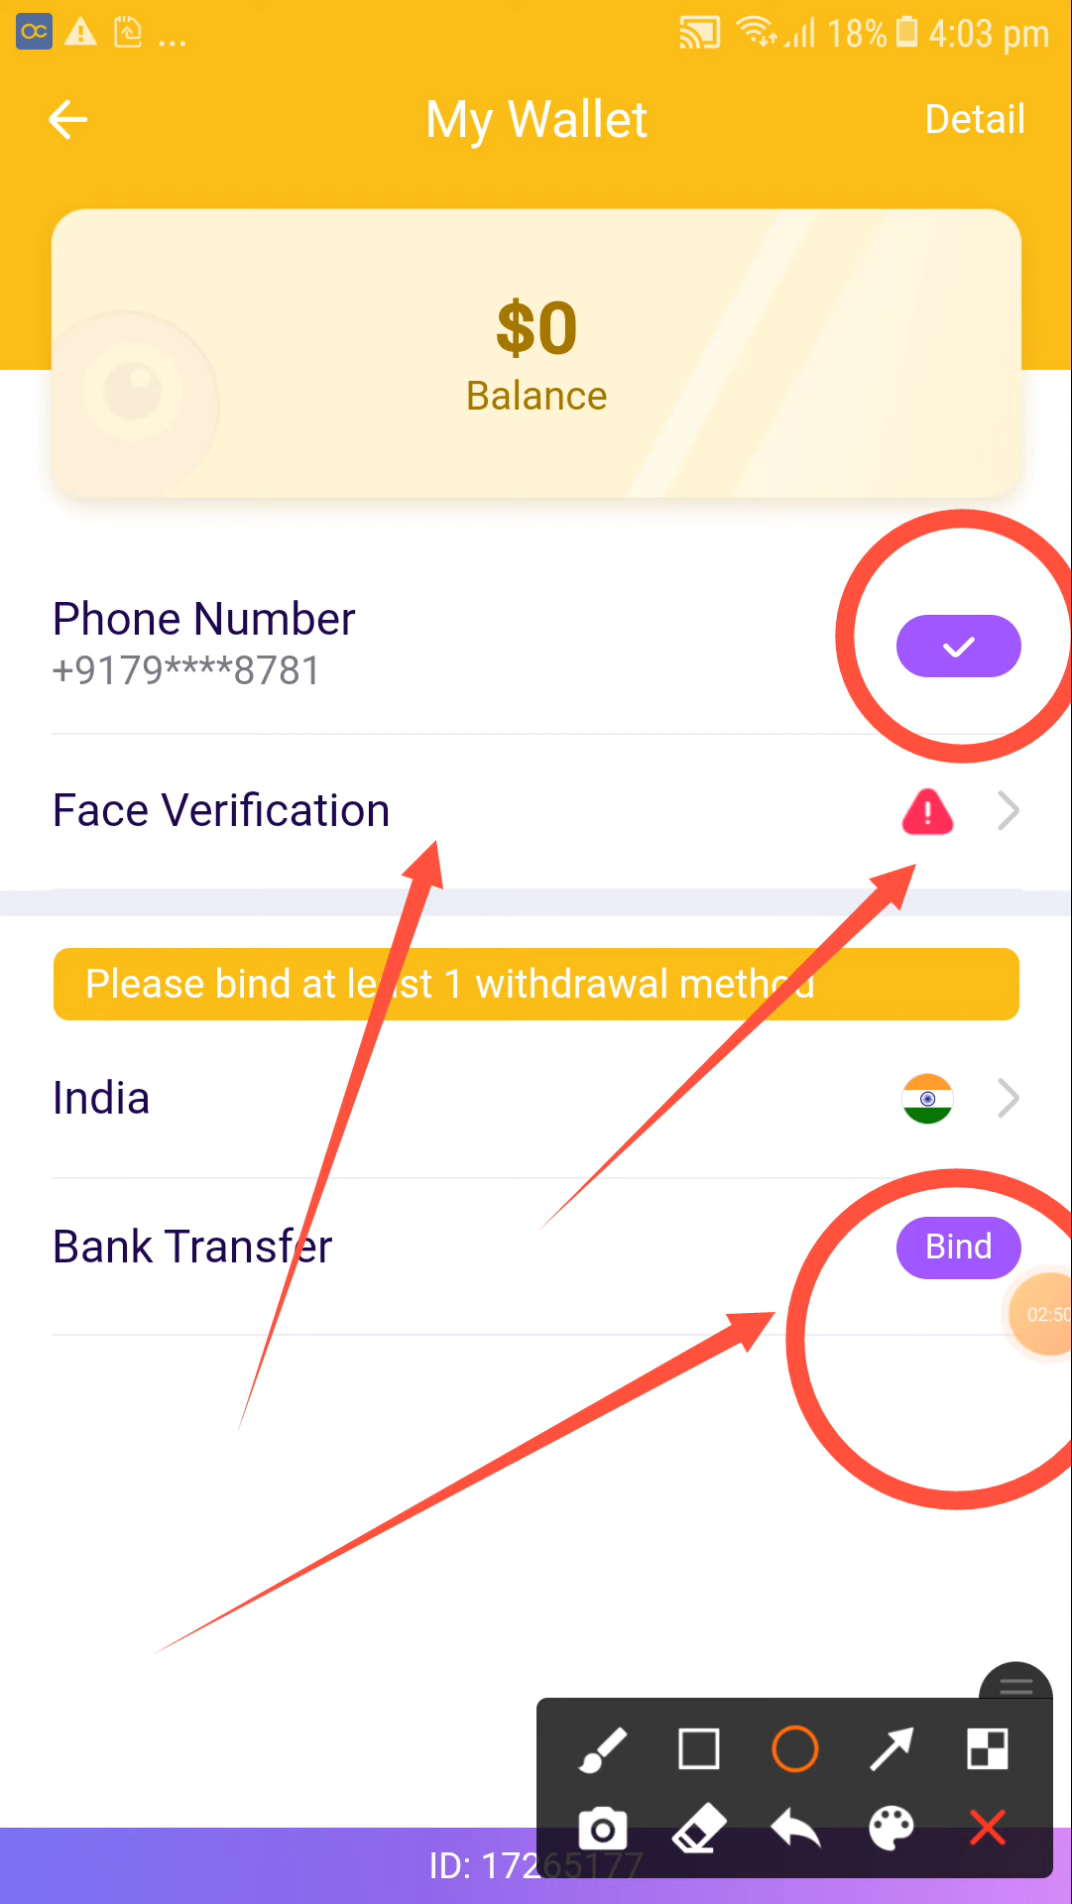 ... 18% 4:03 pm
My Wallet Detail
$0
Balance
Phone Number
+9179****8781
Face Verification
Please bind at least 1 withdrawal method
India
Bank Transfer Bind
02:50
ID: 17265177